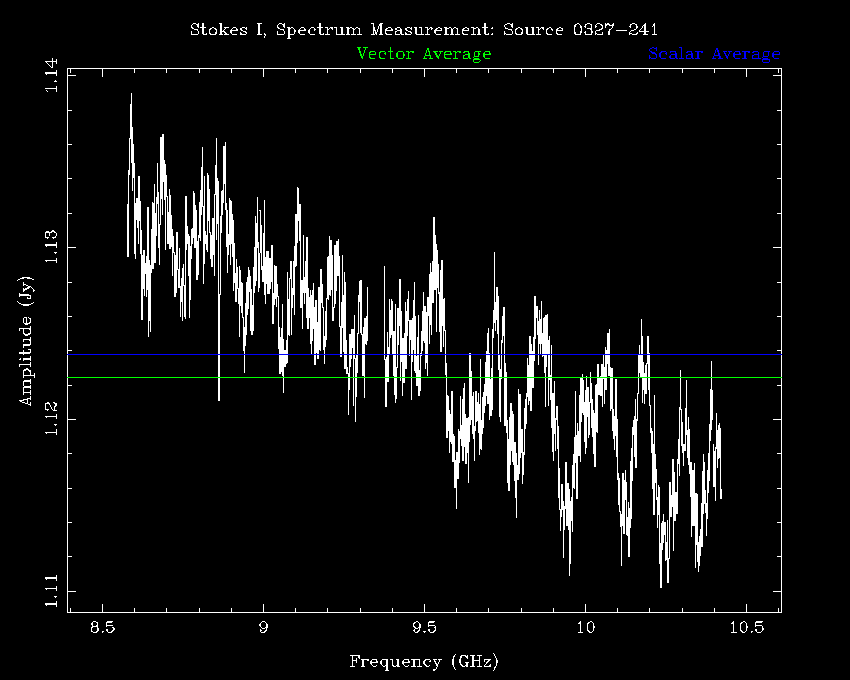 Stokes I, Spectrum Measurement: Source 0327-241
Vector Average Scalar Average
1.14
1.13
1.12
1.11
Amplitude (Jy)
8.5 9 9.5 10 10.5
Frequency (GHz)